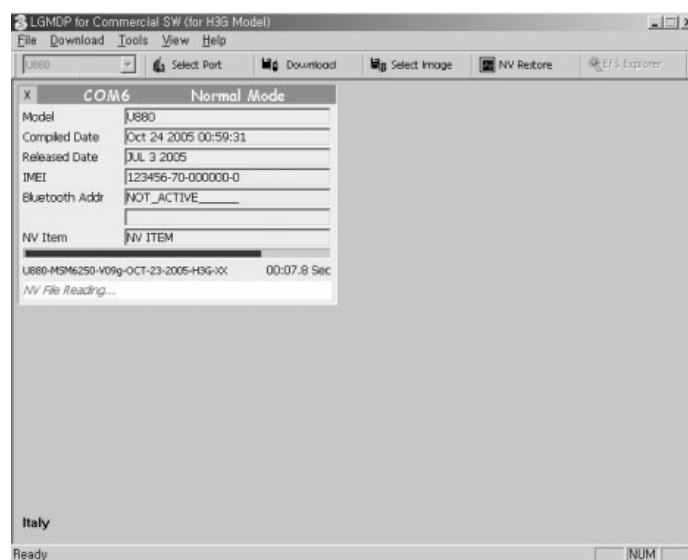 LGMDP for Commercial SW (for H3G Model)
File Download Tools View Help
U880 Select Port Download Select Image NV Restore EFS Explorer
X COM6 Normal Mode
Model U880
Compiled Date Oct 24 2005 00:59:31
Released Date JUL 3 2005
IMEI 123456-70-000000-0
Bluetooth Addr NOT_ACTIVE______
NV Item NV ITEM
U880-MSM6250-V09g-OCT-23-2005-H3G-XX 00:07.8 Sec
NV File Reading...
Italy
Ready NUM